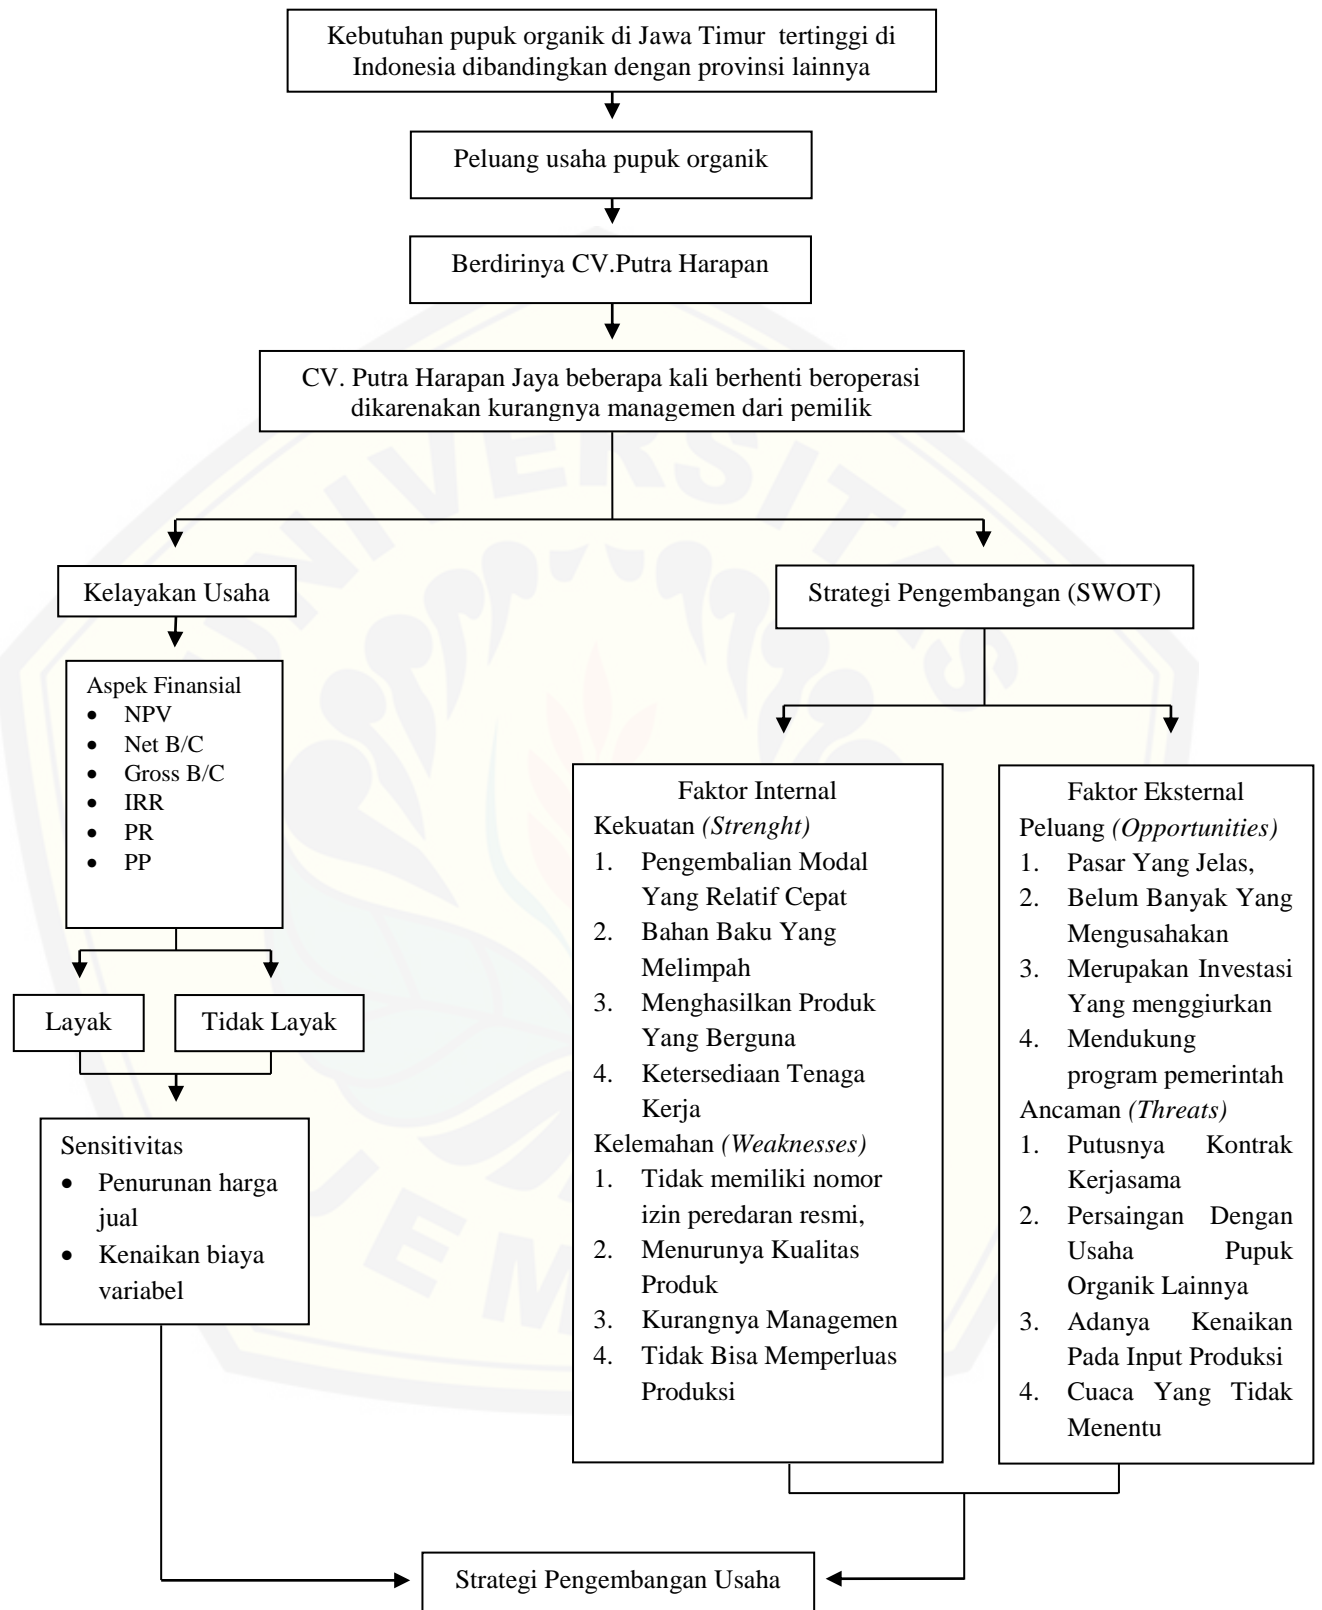 Kebutuhan pupuk organik di Jawa Timur tertinggi di
Indonesia dibandingkan dengan provinsi lainnya
Peluang usaha pupuk organik
Berdirinya CV.Putra Harapan
CV. Putra Harapan Jaya beberapa kali berhenti beroperasi
dikarenakan kurangnya managemen dari pemilik
Kelayakan Usaha
Aspek Finansial
• NPV
• Net B/C
• Gross B/C
• IRR
• PR
• PP
Layak
Tidak Layak
Sensitivitas
• Penurunan harga
jual
• Kenaikan biaya
variabel
Strategi Pengembangan (SWOT)
Faktor Internal
Kekuatan (Strenght)
1. Pengembalian Modal
Yang Relatif Cepat
2. Bahan Baku Yang
Melimpah
3. Menghasilkan Produk
Yang Berguna
4. Ketersediaan Tenaga
Kerja
Kelemahan (Weaknesses)
1. Tidak memiliki nomor
izin peredaran resmi,
2. Menurunya Kualitas
Produk
3. Kurangnya Managemen
4. Tidak Bisa Memperluas
Produksi
Faktor Eksternal
Peluang (Opportunities)
1. Pasar Yang Jelas,
2. Belum Banyak Yang
Mengusahakan
3. Merupakan Investasi
Yang menggiurkan
4. Mendukung
program pemerintah
Ancaman (Threats)
1. Putusnya Kontrak
Kerjasama
2. Persaingan Dengan
Usaha Pupuk
Organik Lainnya
3. Adanya Kenaikan
Pada Input Produksi
4. Cuaca Yang Tidak
Menentu
Strategi Pengembangan Usaha
UNIVERSITAS